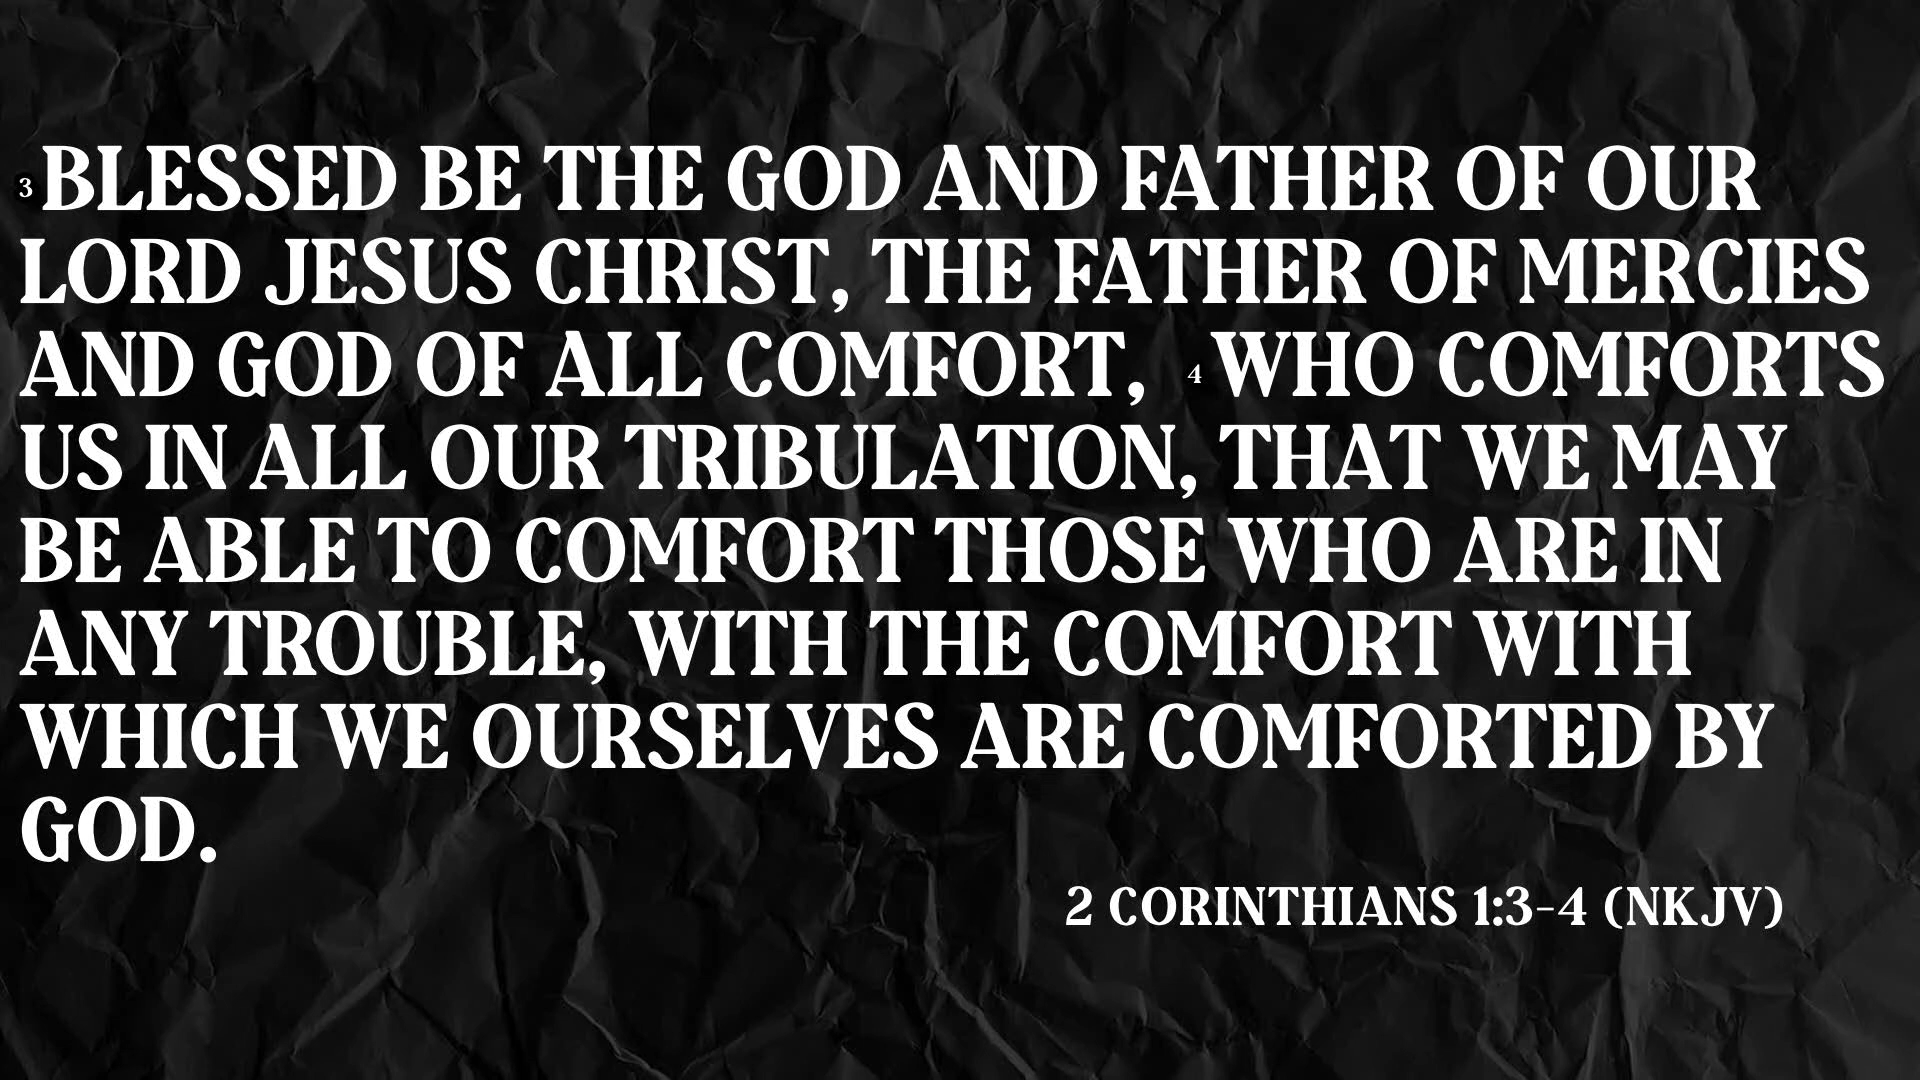 3 BLESSED BE THE GOD AND FATHER OF OUR
LORD JESUS CHRIST, THE FATHER OF MERCIES
AND GOD OF ALL COMFORT, 4 WHO COMFORTS
US IN ALL OUR TRIBULATION, THAT WE MAY
BE ABLE TO COMFORT THOSE WHO ARE IN
ANY TROUBLE, WITH THE COMFORT WITH
WHICH WE OURSELVES ARE COMFORTED BY
GOD.
2 CORINTHIANS 1:3-4 (NKJV)